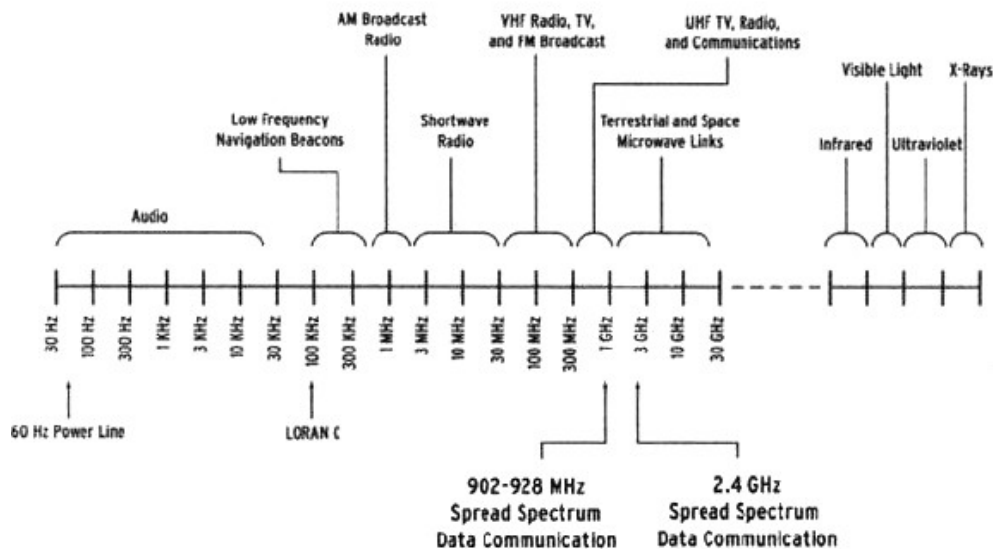 AM Broadcast
Radio
VHF Radio, TV,
and FM Broadcast
UHF TV, Radio,
and Communications
Visible Light
X-Rays
Low Frequency
Navigation Beacons
Shortwave
Radio
Terrestrial and Space
Microwave Links
Infrared
Ultraviolet
Audio
30 Hz
100 Hz
300 Hz
1 KHz
3 KHz
10 KHz
30 KHz
100 KHz
300 KHz
1 MHz
3 MHz
10 MHz
30 MHz
100 MHz
300 MHz
1 GHz
3 GHz
10 GHz
30 GHz
60 Hz Power Line
LORAN C
902-928 MHz
Spread Spectrum
Data Communication
2.4 GHz
Spread Spectrum
Data Communication